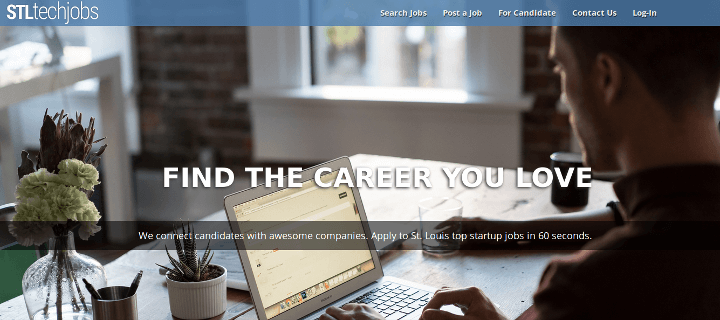 STLtechjobs
Search Jobs Post a Job For Candidate Contact Us Log-In
FIND THE CAREER YOU LOVE
We connect candidates with awesome companies. Apply to St. Louis top startup jobs in 60 seconds.